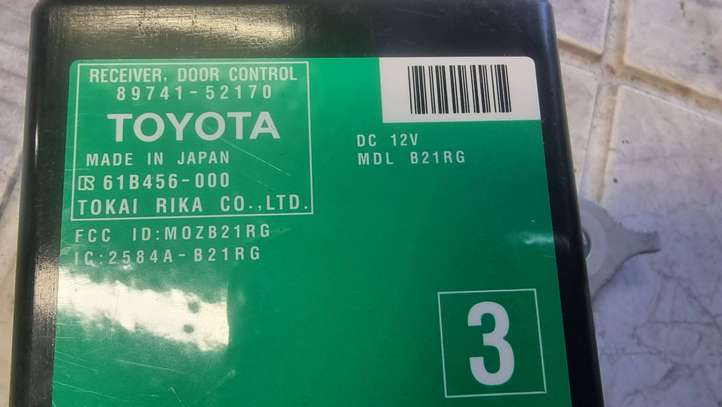 RECEIVER, DOOR CONTROL
89741-52170
TOYOTA
MADE IN JAPAN
61B456-000
TOKAI RIKA CO.,LTD.
FCC ID:MOZB21RG
IC:2584A-B21RG
DC 12V
MDL B21RG
3